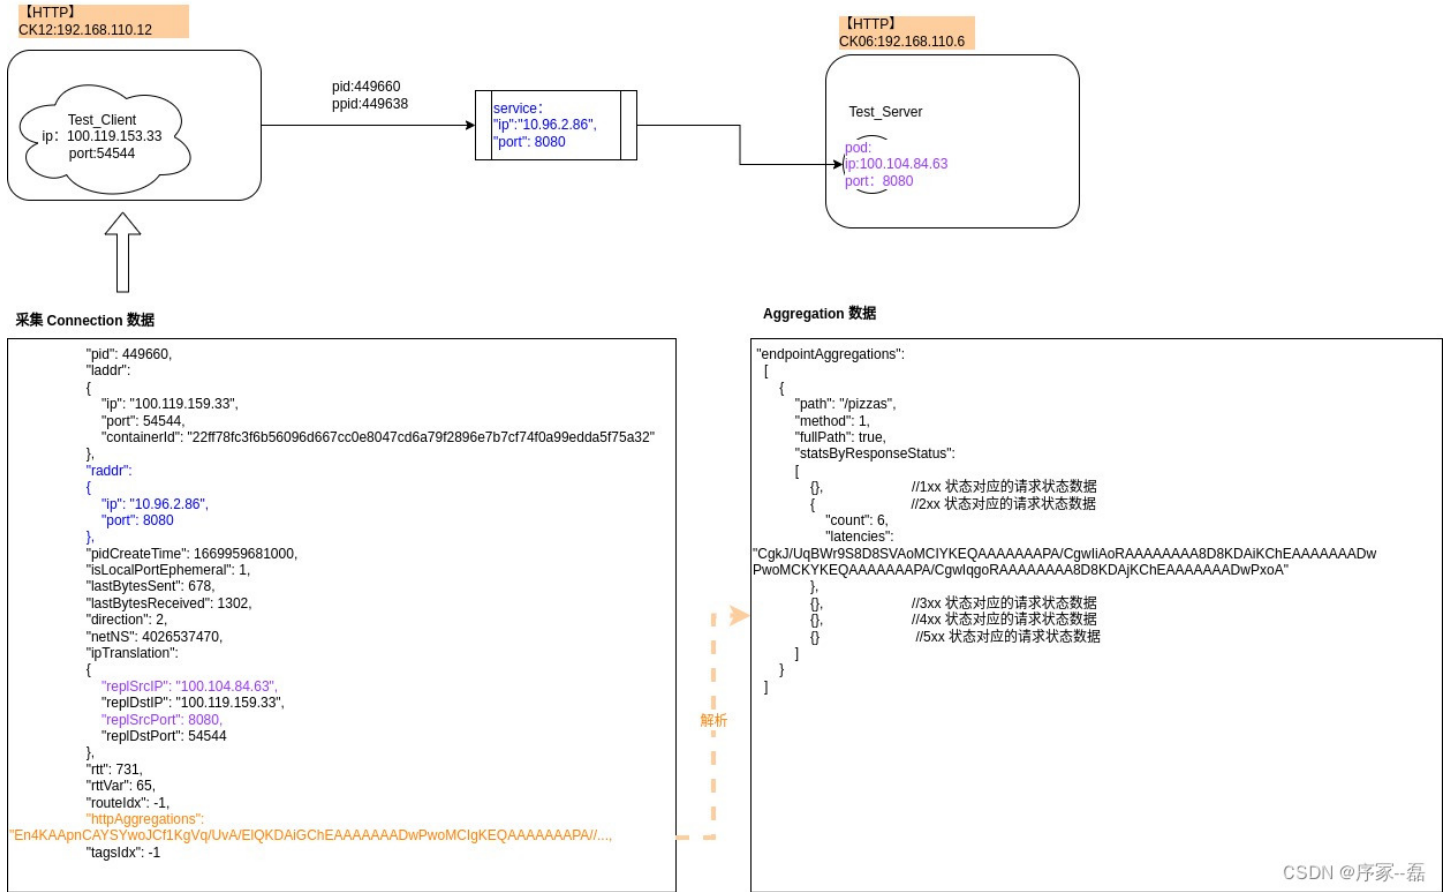 【HTTP】
CK12:192.168.110.12
Test_Client
ip： 100.119.153.33
port:54544
pid:449660
ppid:449638
service：
"ip":"10.96.2.86",
"port": 8080
【HTTP】
CK06:192.168.110.6
Test_Server
pod:
ip:100.104.84.63
port： 8080
采集 Connection 数据
"pid": 449660,
"laddr":
{
"ip": "100.119.159.33",
"port": 54544,
"containerId": "22ff78fc3f6b56096d667cc0e8047cd6a79f2896e7b7cf74f0a99edda5f75a32"
},
"raddr":
{
"ip": "10.96.2.86",
"port": 8080
},
"pidCreateTime": 1669959681000,
"isLocalPortEphemeral": 1,
"lastBytesSent": 678,
"lastBytesReceived": 1302,
"direction": 2,
"netNS": 4026537470,
"ipTranslation":
{
"replSrcIP": "100.104.84.63",
"replDstIP": "100.119.159.33",
"replSrcPort": 8080,
"replDstPort": 54544
},
"rtt": 731,
"rttVar": 65,
"routeIdx": -1,
"httpAggregations":
"En4KAApnCAYSYwoJCf1KgVq/UvA/ElQKDAiGChEAAAAAAADwPwoMCIgKEQAAAAAAAPA//...,
"tagsIdx": -1
解析
Aggregation 数据
"endpointAggregations":
[
{
"path": "/pizzas",
"method": 1,
"fullPath": true,
"statsByResponseStatus":
[
{}, //1xx 状态对应的请求状态数据
{ //2xx 状态对应的请求状态数据
"count": 6,
"latencies":
"CgkJ/UqBWr9S8D8SVAoMCIYKEQAAAAAAAPA/CgwIiAoRAAAAAAAA8D8KDAiKChEAAAAAAADw
PwoMCKYKEQAAAAAAAPA/CgwIqgoRAAAAAAAA8D8KDAjKChEAAAAAAADwPxoA"
},
{}, //3xx 状态对应的请求状态数据
{}, //4xx 状态对应的请求状态数据
{} //5xx 状态对应的请求状态数据
]
}
]
CSDN @序冢--磊